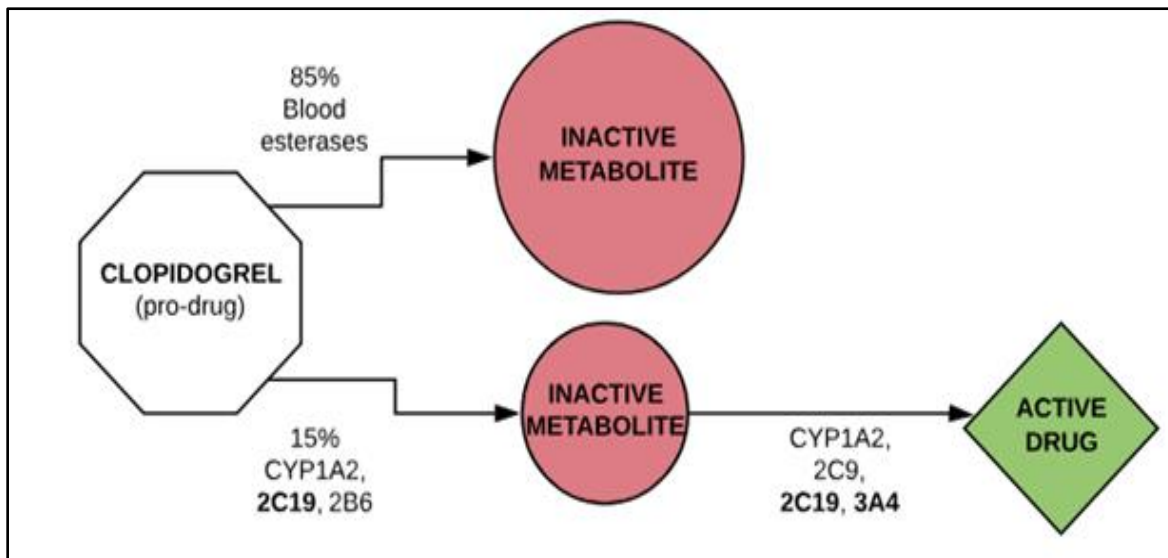 85%
Blood
esterases
INACTIVE
METABOLITE
CLOPIDOGREL
(pro-drug)
15%
CYP1A2,
2C19, 2B6
INACTIVE
METABOLITE
CYP1A2,
2C9,
2C19, 3A4
ACTIVE
DRUG